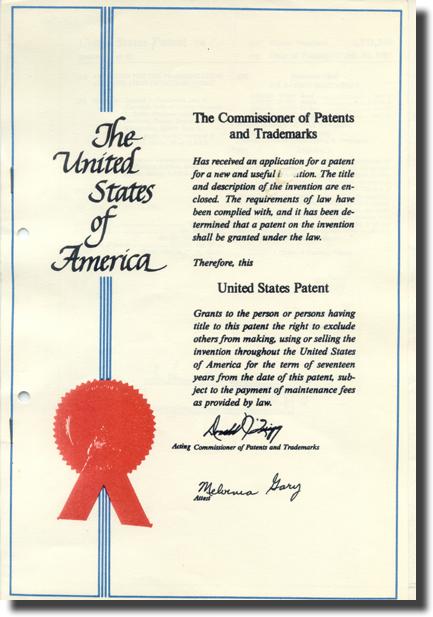 The
United
States
of
America
The Commissioner of Patents
and Trademarks
Has received an application for a patent
for a new and useful The title
and description of the invention are en-
closed. The requirements of law have
been complied with, and it has been de-
termined that a patent on the invention
shall be granted under the law.
Therefore, this
United States Patent
Grants to the person or persons having
title to this patent the right to exclude
others from making, using or selling the
invention throughout the United States
of America for the term of seventeen
years from the date of this patent, sub-
ject to the payment of maintenance fees
as provided by law.
Acting Commissioner of Patents and Trademarks
Melvinia Gary
Attest